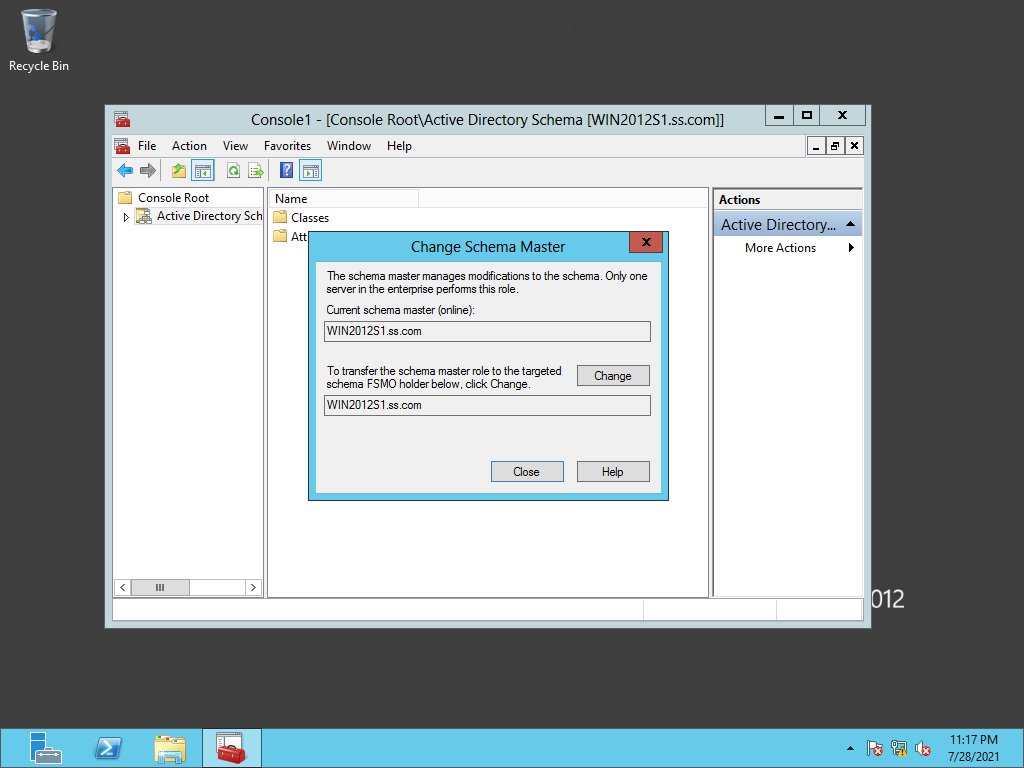 Recycle Bin
Console1 - [Console Root\Active Directory Schema [WIN2012S1.ss.com]]
File Action View Favorites Window Help
Console Root
Active Directory Sch
Name
Classes
Att
Actions
Active Directory...
More Actions
Change Schema Master
The schema master manages modifications to the schema. Only one
server in the enterprise performs this role.
Current schema master (online):
WIN2012S1.ss.com
To transfer the schema master role to the targeted
schema FSMO holder below, click Change.
Change
WIN2012S1.ss.com
Close
Help
012
11:17 PM
7/28/2021